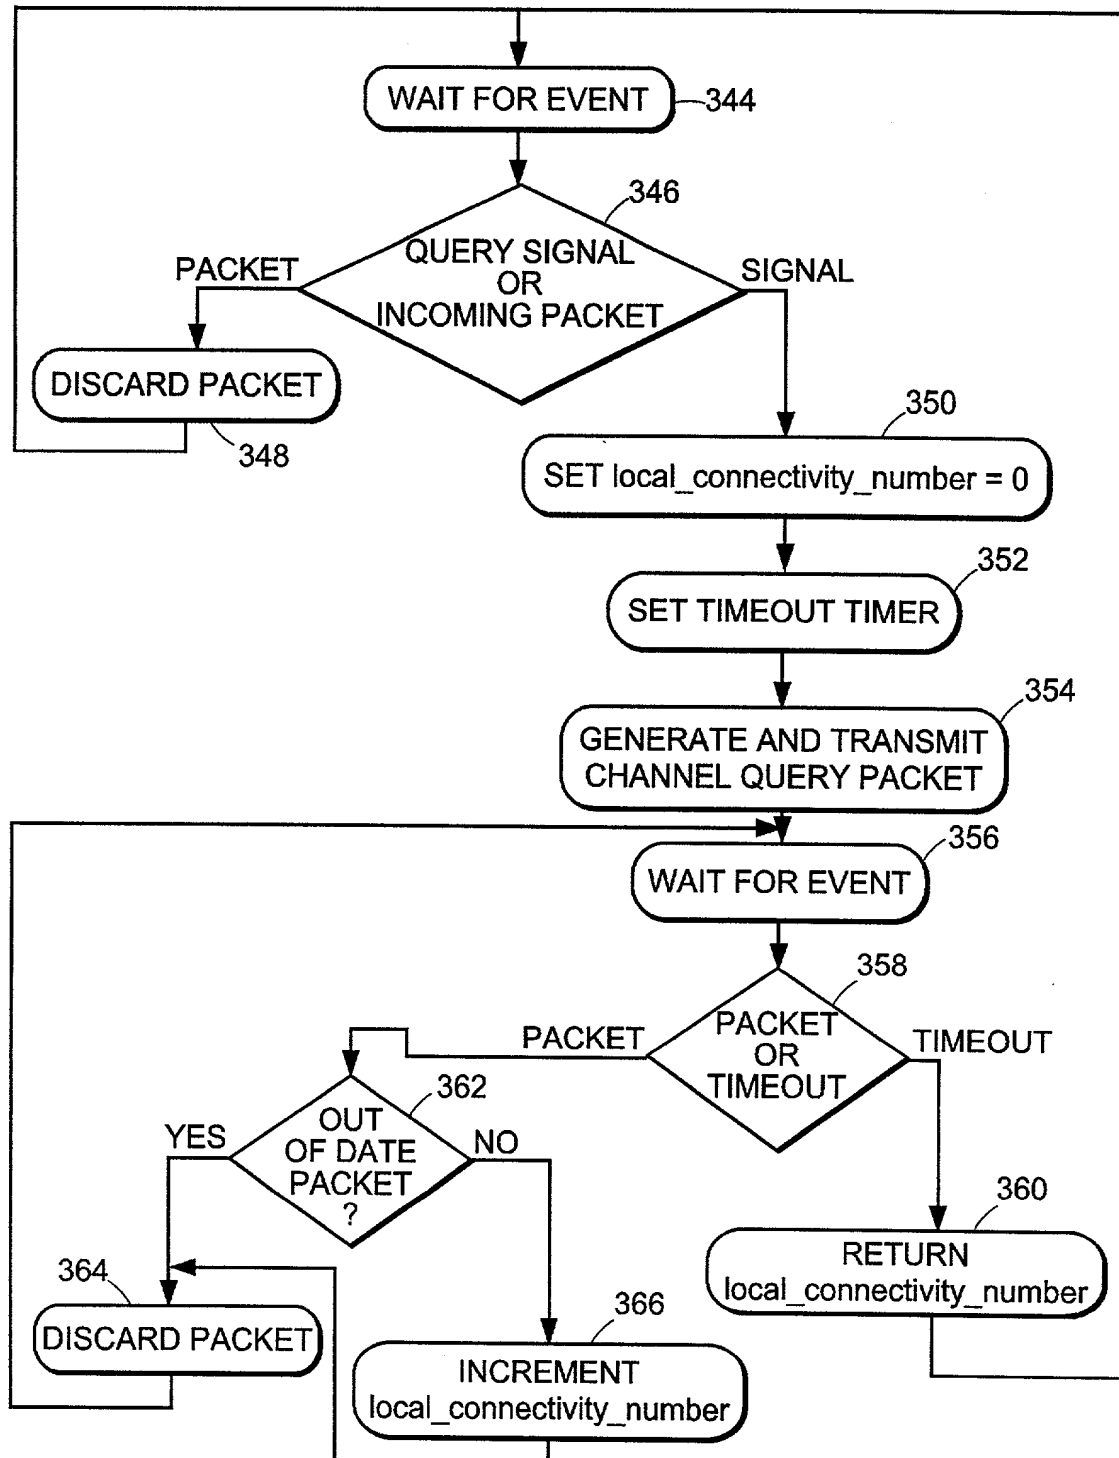 WAIT FOR EVENT
344
346
QUERY SIGNAL
OR
INCOMING PACKET
PACKET
SIGNAL
DISCARD PACKET
348
350
SET local_connectivity_number = 0
352
SET TIMEOUT TIMER
354
GENERATE AND TRANSMIT
CHANNEL QUERY PACKET
356
WAIT FOR EVENT
358
PACKET
OR
TIMEOUT
PACKET
TIMEOUT
362
OUT
OF DATE
PACKET
?
YES
NO
360
RETURN
local_connectivity_number
364
DISCARD PACKET
366
INCREMENT
local_connectivity_number